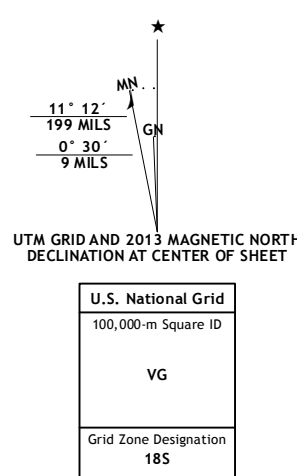 MN
11° 12´
199 MILS
GN
0° 30´
9 MILS
UTM GRID AND 2013 MAGNETIC NORTH
DECLINATION AT CENTER OF SHEET
U.S. National Grid
100,000-m Square ID
VG
Grid Zone Designation
18S